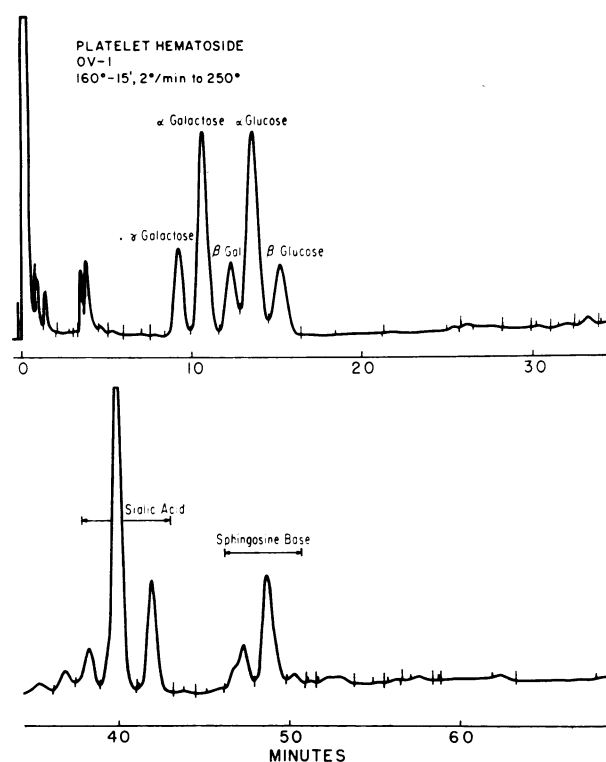 PLATELET HEMATOSIDE
OV-1
160°-15', 2°/min to 250°
α Galactose α Glucose
γ Galactose
β Gal β Glucose
0 10 20 30
Sialic Acid
Sphingosine Base
40 50 60
MINUTES